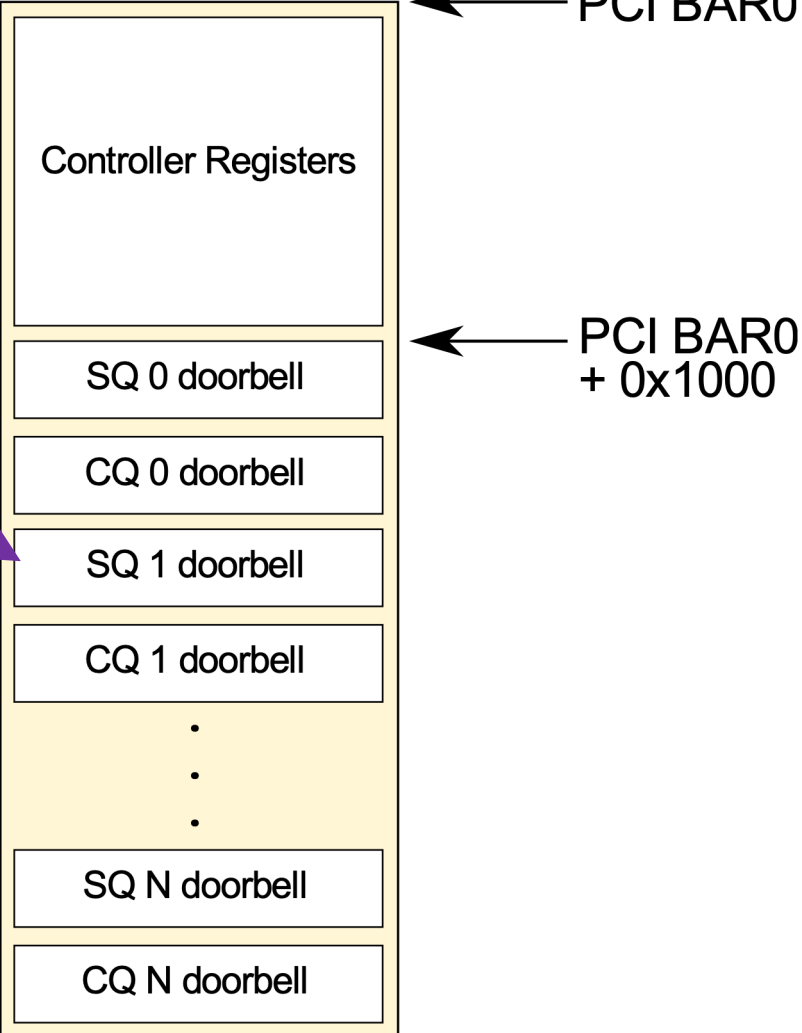 PCI BAR0
Controller Registers
PCI BAR0
+ 0x1000
SQ 0 doorbell
CQ 0 doorbell
SQ 1 doorbell
CQ 1 doorbell
.
.
.
SQ N doorbell
CQ N doorbell